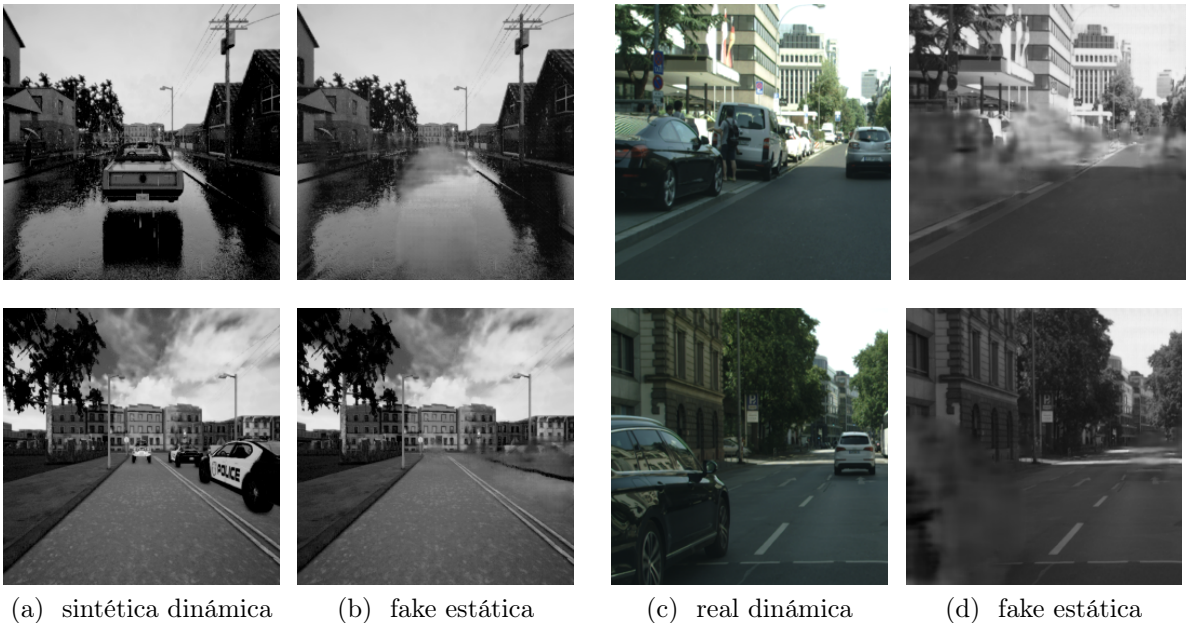 POLICE
(a) sintética dinámica
(b) fake estática
(c) real dinámica
(d) fake estática